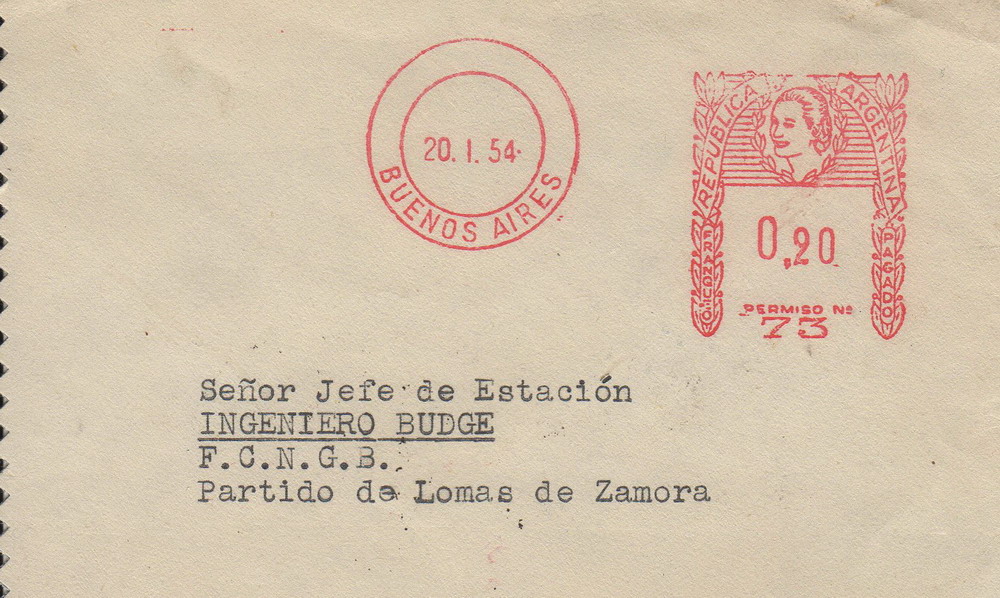 20. I. 54
BUENOS AIRES
REPUBLICA ARGENTINA
FRANQUEO PAGADO
0,20
PERMISO Nº
73
Señor Jefe de Estación
INGENIERO BUDGE
F.C.N.G.B.
Partido de Lomas de Zamora